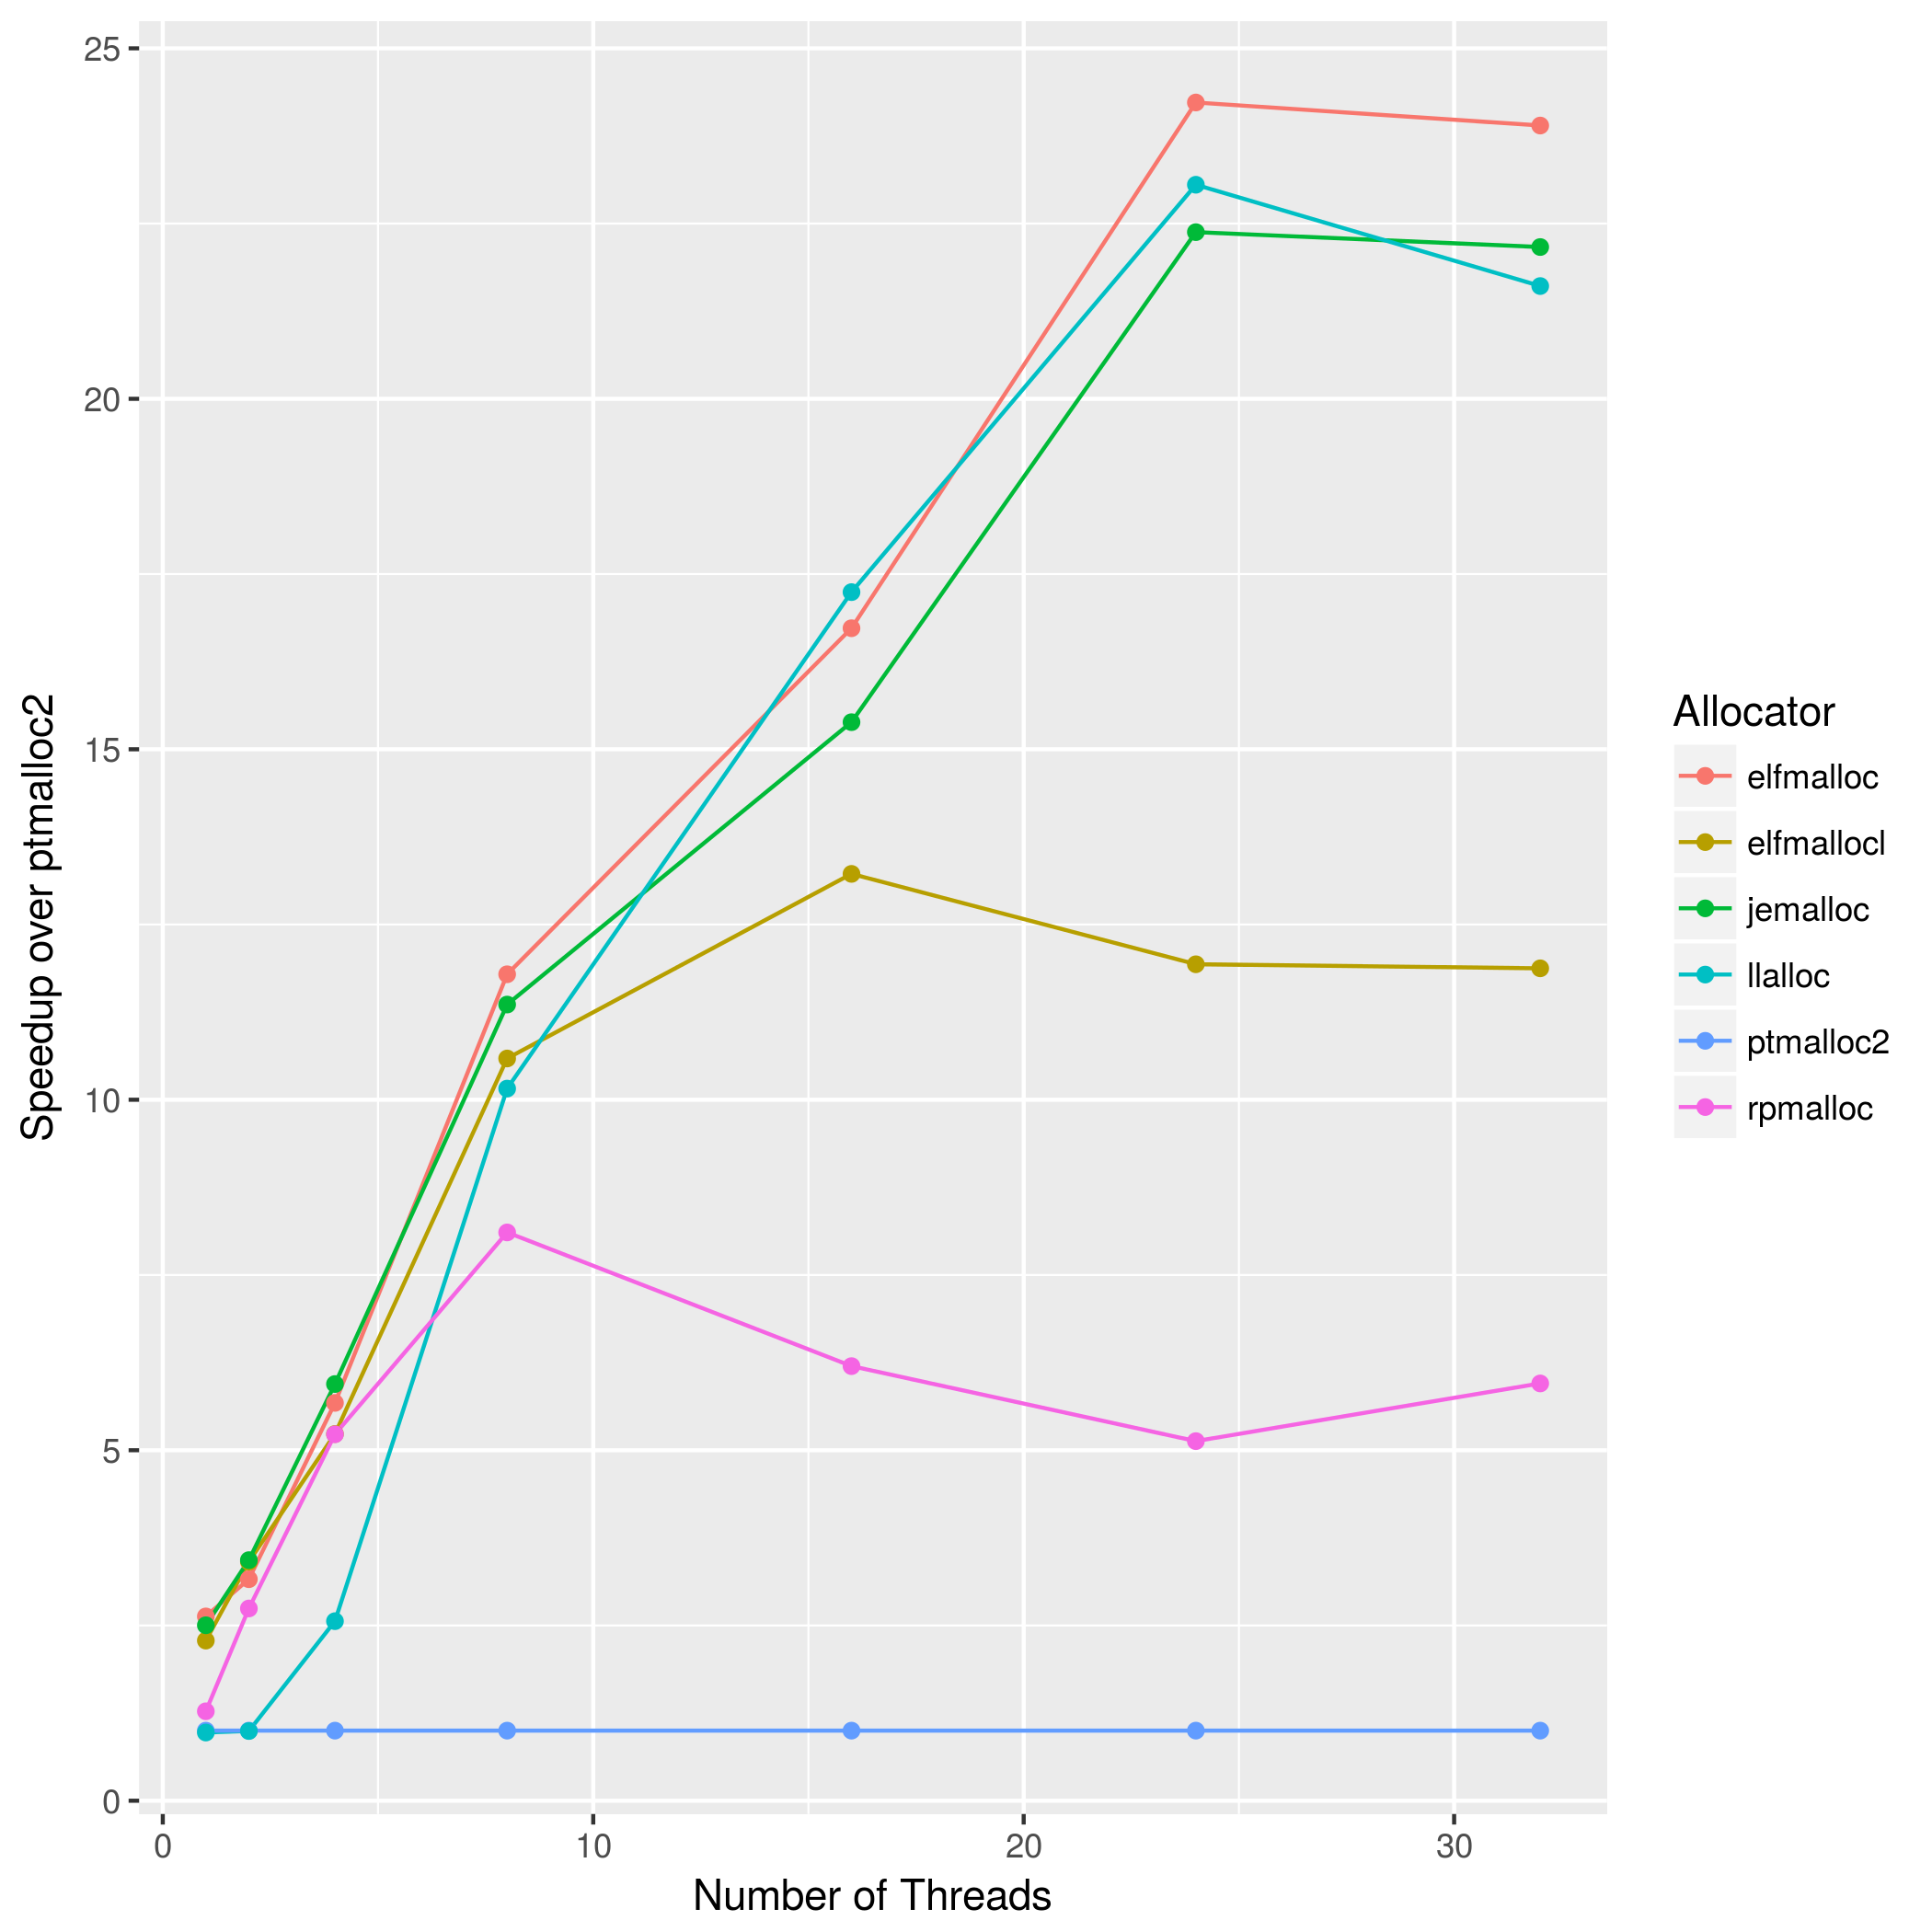 25
20
15
10
5
0
Speedup over ptmalloc2
0 10 20 30
Number of Threads
Allocator
elfmalloc
elfmallocl
jemalloc
llalloc
ptmalloc2
rpmalloc